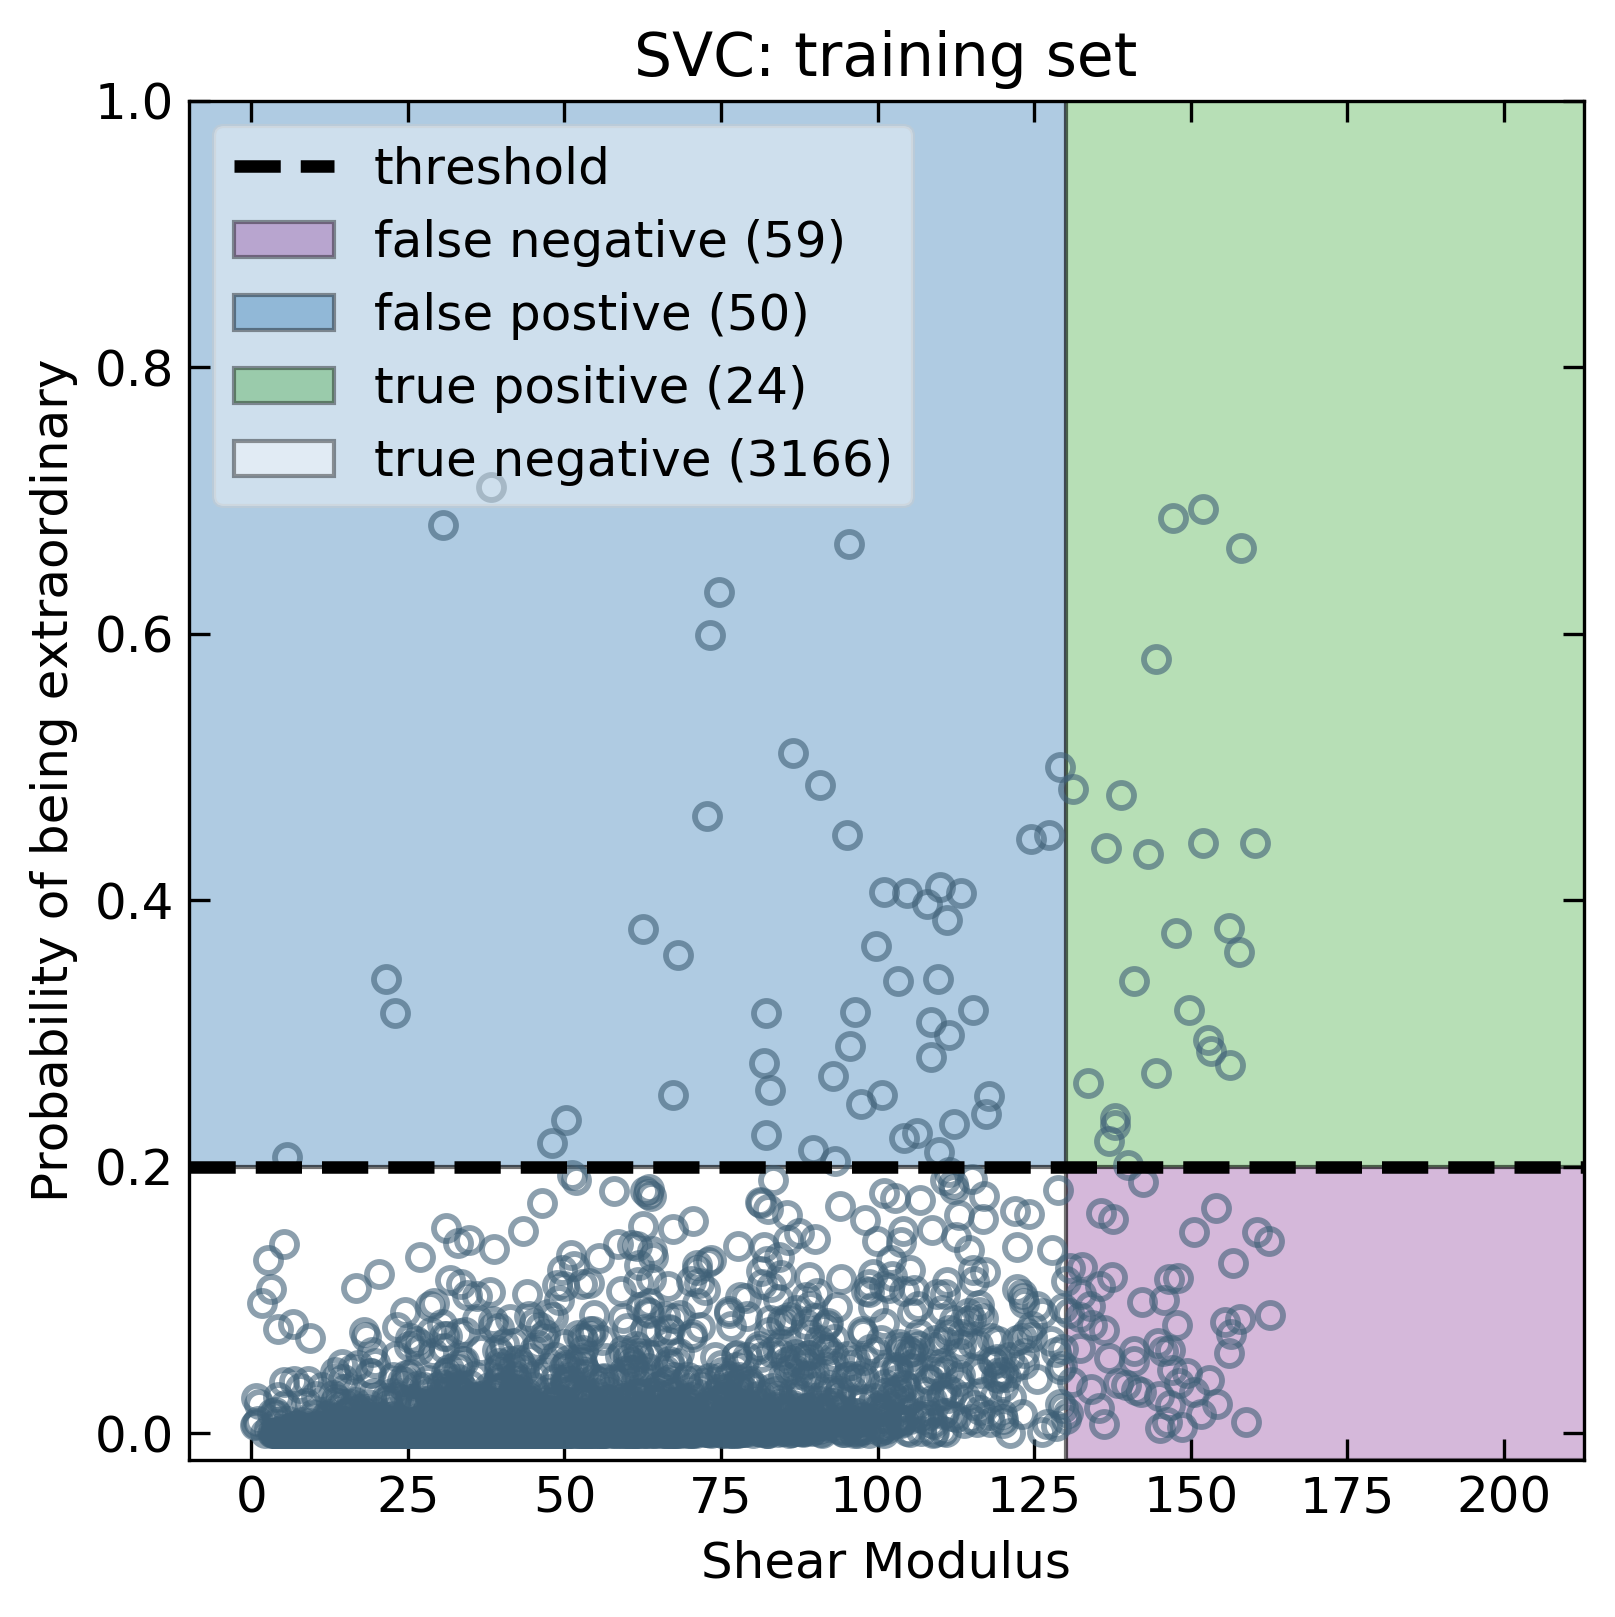 SVC: training set
threshold
false negative (59)
false postive (50)
true positive (24)
true negative (3166)
Probability of being extraordinary
1.0
0.8
0.6
0.4
0.2
0.0
0 25 50 75 100 125 150 175 200
Shear Modulus